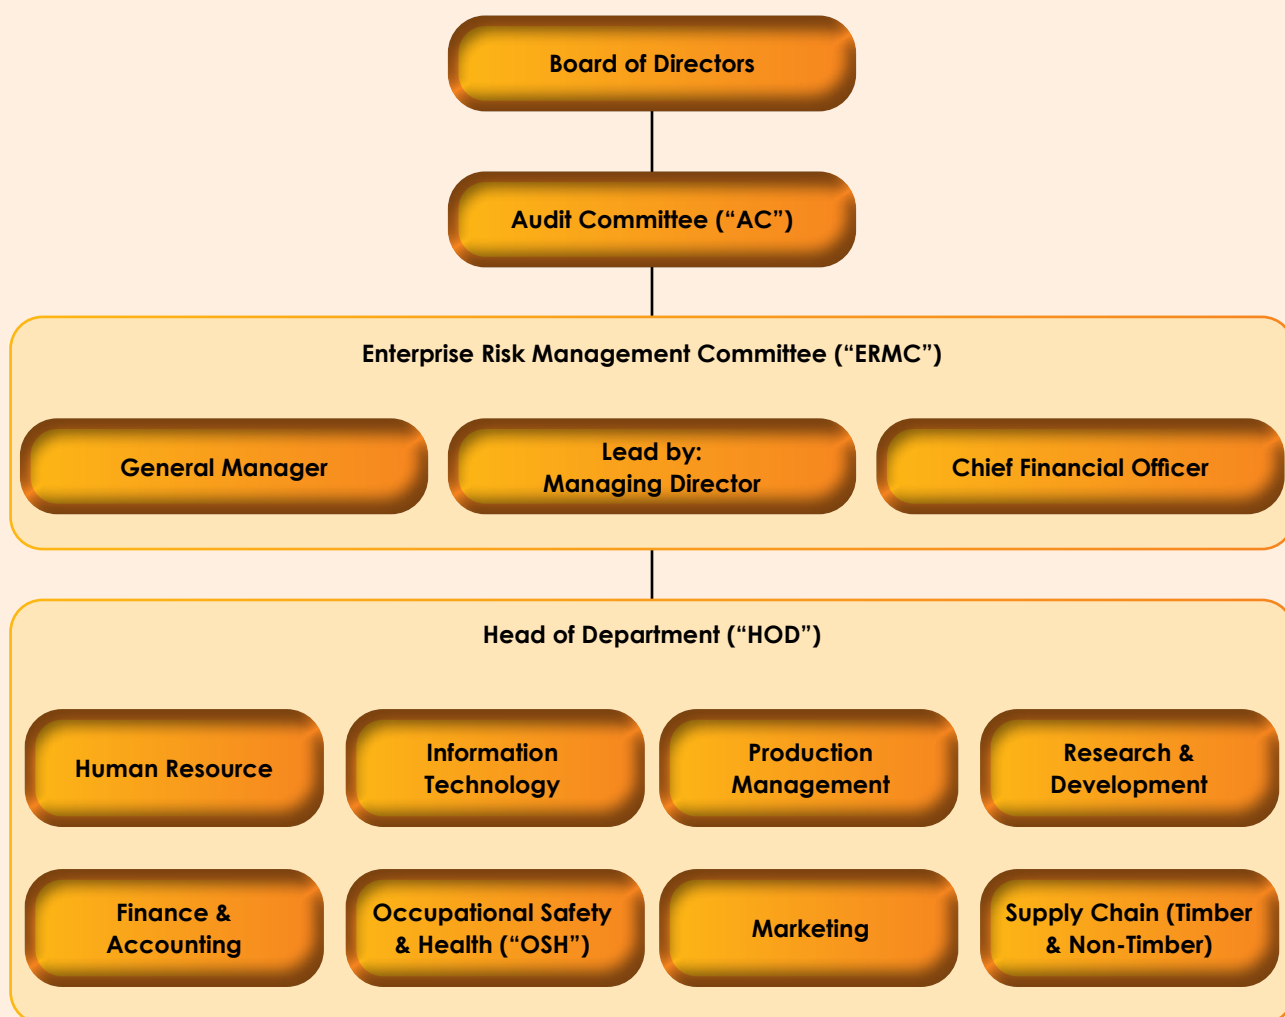 Board of Directors
Audit Committee (“AC”)
Enterprise Risk Management Committee (“ERMC”)
General Manager
Lead by:
Managing Director
Chief Financial Officer
Head of Department (“HOD”)
Human Resource
Information
Technology
Production
Management
Research &
Development
Finance &
Accounting
Occupational Safety
& Health (“OSH”)
Marketing
Supply Chain (Timber
& Non-Timber)